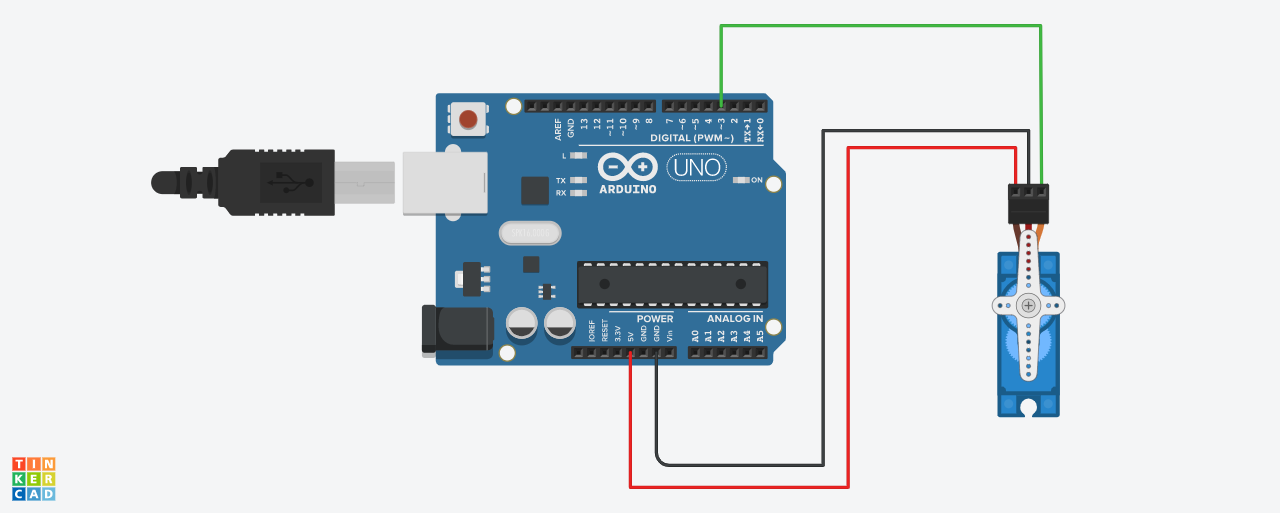 AREF
GND
13
12
~11
~10
~9
8
7
~6
~5
4
~3
2
TX→1
RX←0
DIGITAL (PWM~)
L
TX
RX
ARDUINO
UNO
ON
POWER
ANALOG IN
IOREF
RESET
3.3V
5V
GND
GND
Vin
A0
A1
A2
A3
A4
A5
TIN
KER
CAD